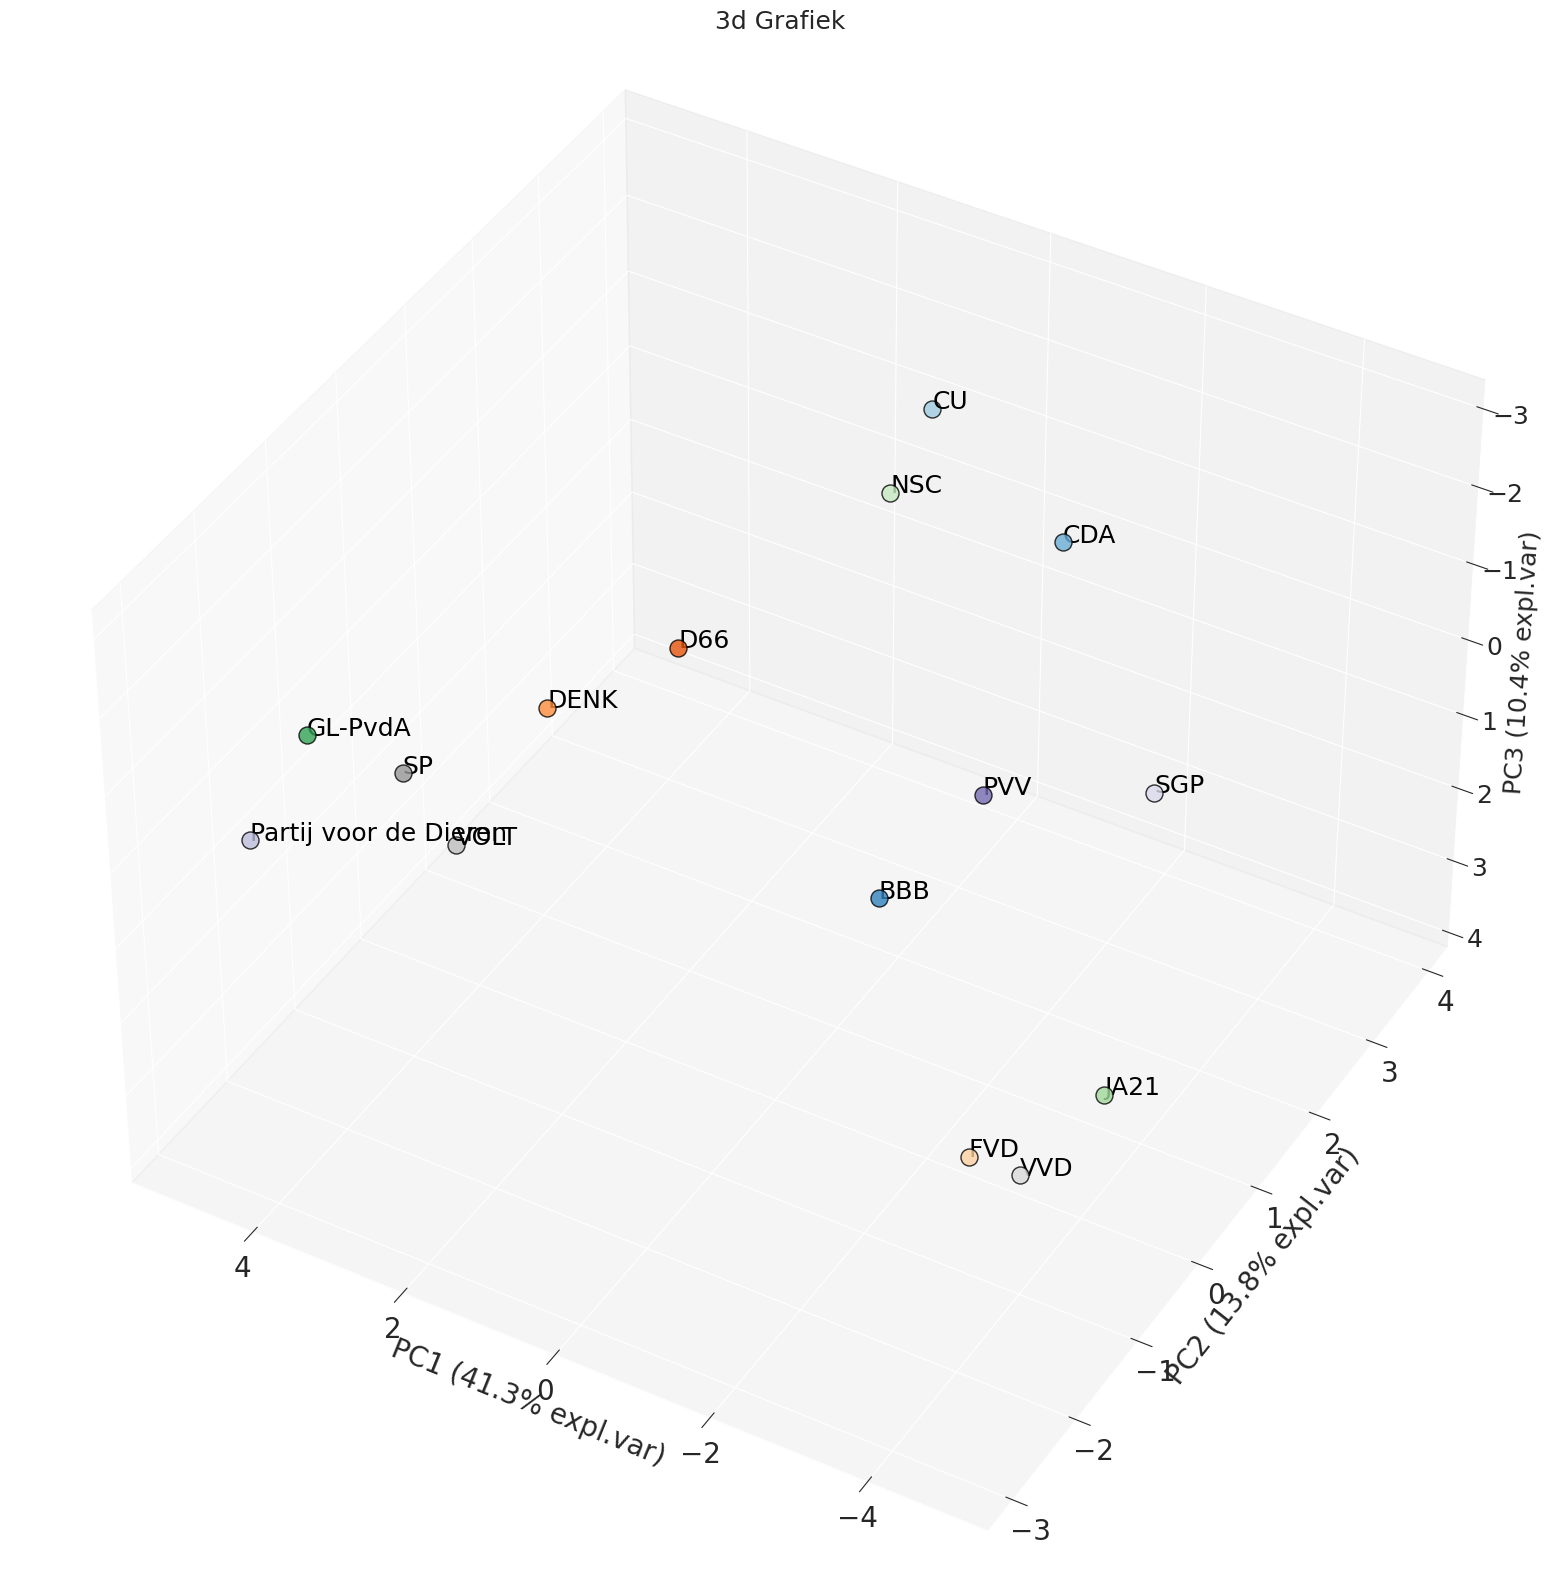 3d Grafiek
CU
NSC
CDA
D66
DENK
GL-PvdA
SP
PVV
SGP
Partij voor de Dieren
VOLT
BBB
JA21
FVD
VVD
−3
−2
−1
0
1
2
3
4
PC3 (10.4% expl.var)
4
3
2
1
0
−1
−2
−3
PC2 (13.8% expl.var)
4
2
0
−2
−4
PC1 (41.3% expl.var)